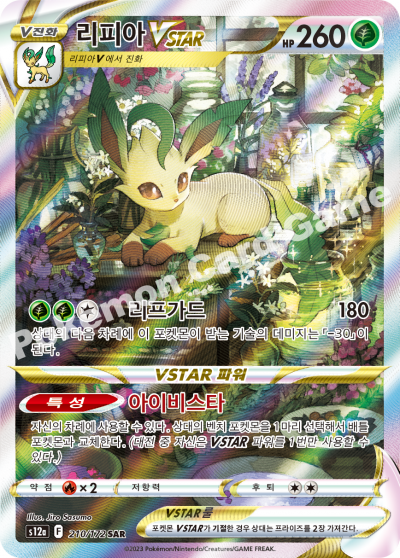 V진화 리피아 VSTAR HP 260
리피아V에서 진화
리프가드 180
상대의 다음 차례에 이 포켓몬이 받는 기술의 데미지는 「-30」이
된다.
VSTAR 파워
특성 아이비스타
자신의 차례에 사용할 수 있다. 상대의 벤치 포켓몬을 1마리 선택해서 배틀
포켓몬과 교체한다. (대전 중 자신은 VSTAR 파워를 1번만 사용할 수
있다.)
약점 ×2 저항력 후퇴
Illus. Jiro Sasumo
VSTAR룰
s12a F 210/172 SAR
포켓몬 VSTAR가 기절한 경우 상대는 프라이즈를 2장 가져간다.
©2023 Pokémon/Nintendo/Creatures/GAME FREAK.
Pokémon Card Game